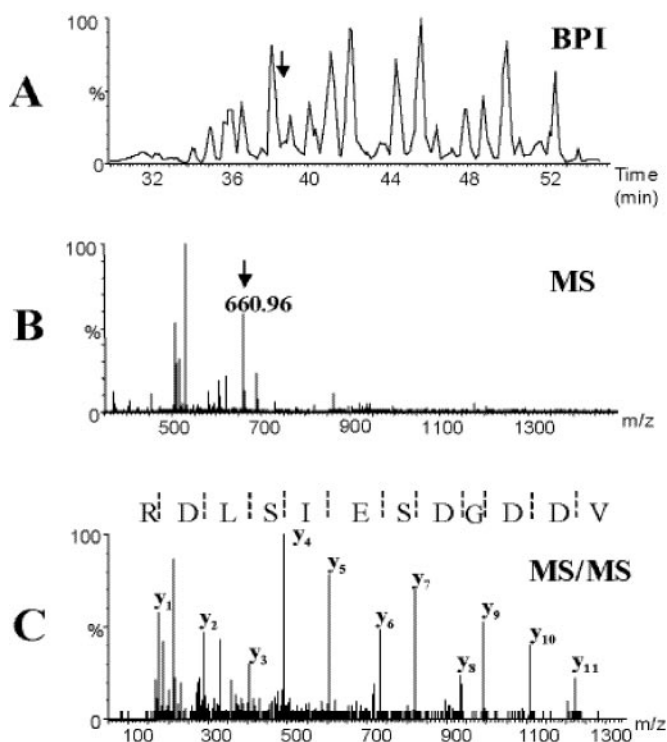 A
100
%
0
BPI
32 36 40 44 48 52 Time
(min)
B
100
%
0
660.96
MS
500 700 900 1100 1300 m/z
C
R D L S I E S D G D D V
100
%
0
MS/MS
y₁ y₂ y₃ y₄ y₅ y₆ y₇ y₈ y₉ y₁₀ y₁₁
100 300 500 700 900 1100 1300 m/z